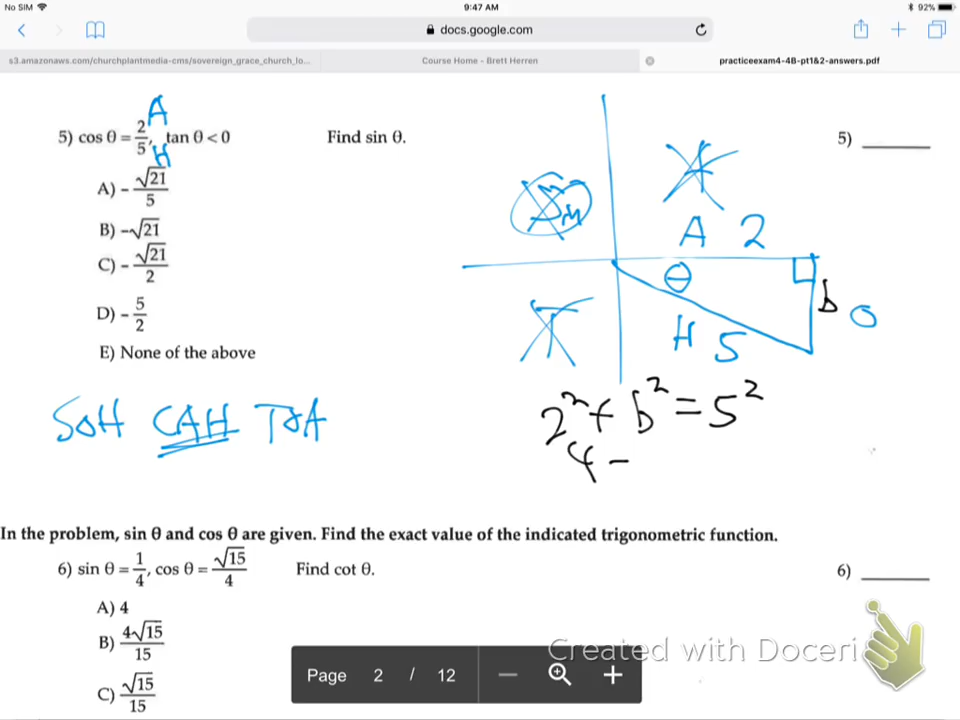 No SIM 9:47 AM 92%
docs.google.com
s3.amazonaws.com/churchplantmedia-cms/sovereign_grace_church_lo... Course Home - Brett Herren practiceexam4-4B-pt1&2-answers.pdf
5) cos θ = 2/5, tan θ < 0 Find sin θ. 5)
A
H
A) - √21/5
B) -√21
C) - √21/2
D) - 5/2
E) None of the above
A 2
θ
b O
H 5
SOH CAH TOA
2² + b² = 5²
4 -
In the problem, sin θ and cos θ are given. Find the exact value of the indicated trigonometric function.
6) sin θ = 1/4, cos θ = √15/4 Find cot θ. 6)
A) 4
B) 4√15/15
C) √15/15
Created with Doceri
Page 2 / 12